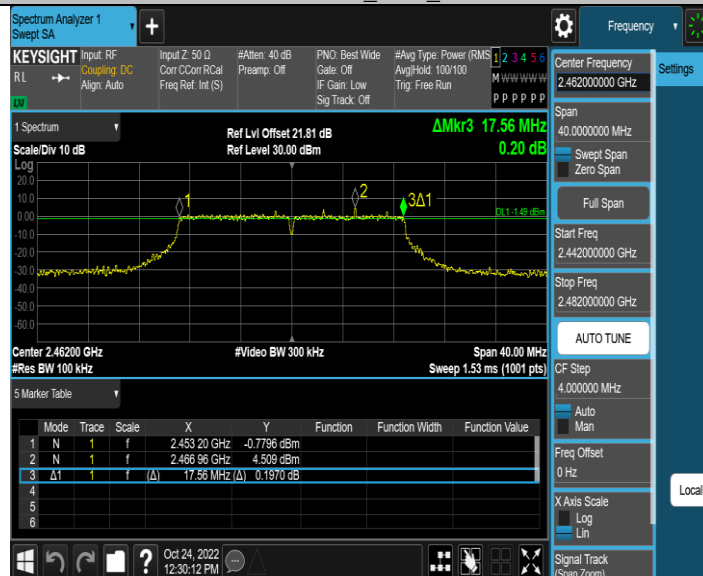 Spectrum Analyzer 1
Swept SA
Frequency
KEYSIGHT
RL
LXI
Input: RF
Coupling: DC
Align: Auto
Input Z: 50 Ω
Corr CCorr RCal
Freq Ref: Int (S)
#Atten: 40 dB
Preamp: Off
PNO: Best Wide
Gate: Off
IF Gain: Low
Sig Track: Off
#Avg Type: Power (RMS
Avg|Hold: 100/100
Trig: Free Run
1 2 3 4 5 6
M W W W W W
P P P P P P
1 Spectrum
Scale/Div 10 dB
Ref Lvl Offset 21.81 dB
Ref Level 30.00 dBm
ΔMkr3 17.56 MHz
0.20 dB
Log
20.0
10.0
0.00
-10.0
-20.0
-30.0
-40.0
-50.0
-60.0
1
2
3Δ1
DL1 -1.49 dBm
Center 2.46200 GHz
#Res BW 100 kHz
#Video BW 300 kHz
Span 40.00 MHz
Sweep 1.53 ms (1001 pts)
5 Marker Table
Mode Trace Scale X Y Function Function Width Function Value
1 N 1 f 2.453 20 GHz -0.7796 dBm
2 N 1 f 2.466 96 GHz 4.509 dBm
3 Δ1 1 f (Δ) 17.56 MHz (Δ) 0.1970 dB
4
5
6
Oct 24, 2022
12:30:12 PM
Center Frequency
2.462000000 GHz
Settings
Span
40.0000000 MHz
Swept Span
Zero Span
Full Span
Start Freq
2.442000000 GHz
Stop Freq
2.482000000 GHz
AUTO TUNE
CF Step
4.000000 MHz
Auto
Man
Freq Offset
0 Hz
Local
X Axis Scale
Log
Lin
Signal Track
(Span Zoom)